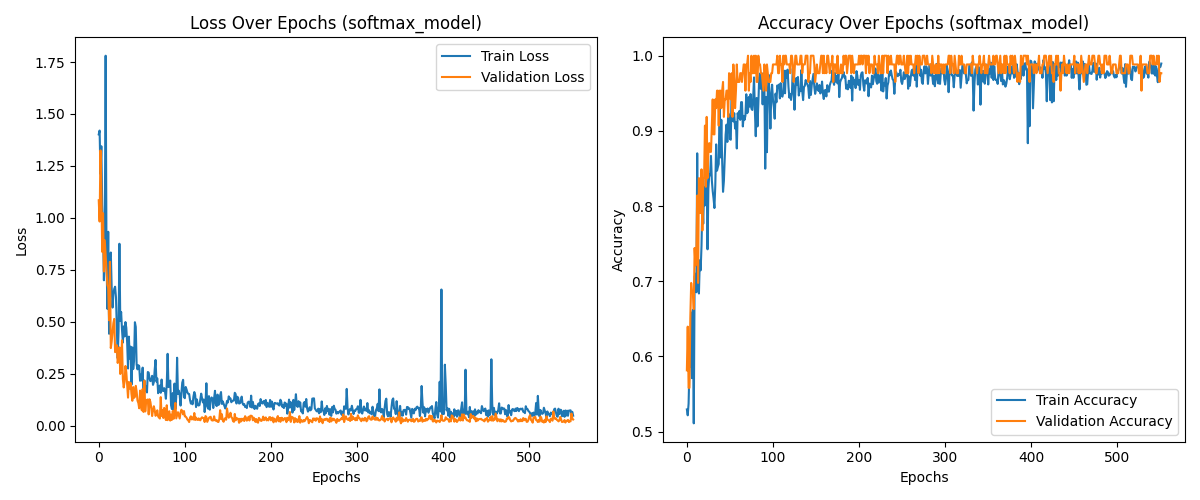 Loss Over Epochs (softmax_model)
Train Loss
Validation Loss
Loss
1.75
1.50
1.25
1.00
0.75
0.50
0.25
0.00
0 100 200 300 400 500
Epochs
Accuracy Over Epochs (softmax_model)
Accuracy
1.0
0.9
0.8
0.7
0.6
0.5
Train Accuracy
Validation Accuracy
0 100 200 300 400 500
Epochs